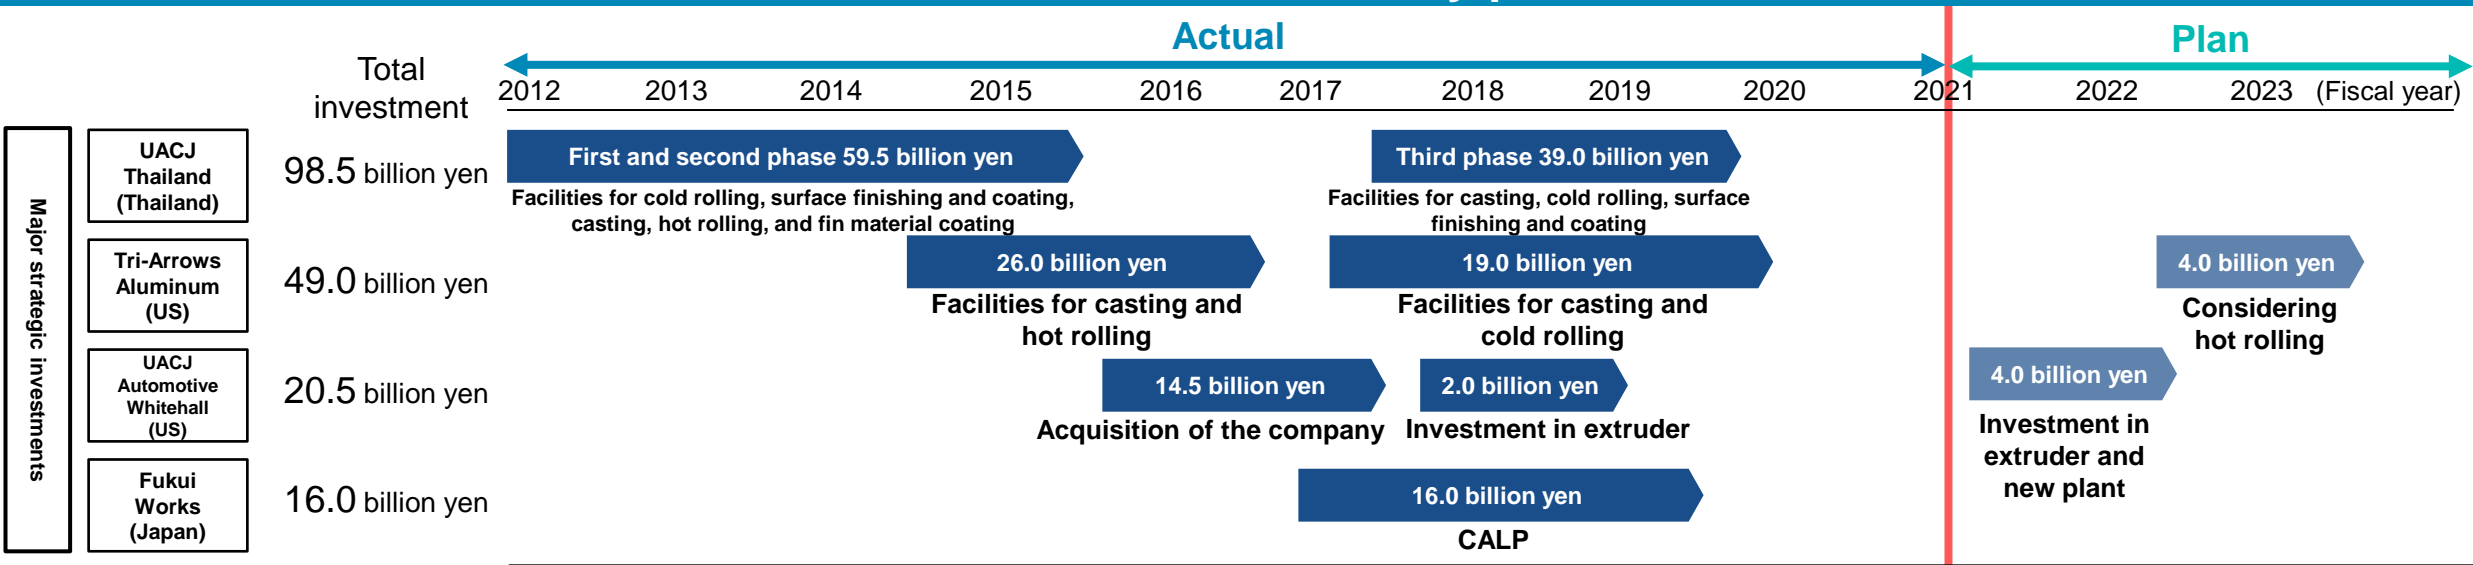 Actual
Plan
Total
investment
2012 2013 2014 2015 2016 2017 2018 2019 2020 2021 2022 2023 (Fiscal year)
Major strategic investments
UACJ
Thailand
(Thailand)
98.5 billion yen
First and second phase 59.5 billion yen
Facilities for cold rolling, surface finishing and coating,
casting, hot rolling, and fin material coating
Third phase 39.0 billion yen
Facilities for casting, cold rolling, surface
finishing and coating
Tri-Arrows
Aluminum
(US)
49.0 billion yen
26.0 billion yen
Facilities for casting and
hot rolling
19.0 billion yen
Facilities for casting and
cold rolling
4.0 billion yen
Considering
hot rolling
UACJ
Automotive
Whitehall
(US)
20.5 billion yen
14.5 billion yen
Acquisition of the company
2.0 billion yen
Investment in extruder
4.0 billion yen
Investment in
extruder and
new plant
Fukui
Works
(Japan)
16.0 billion yen
16.0 billion yen
CALP